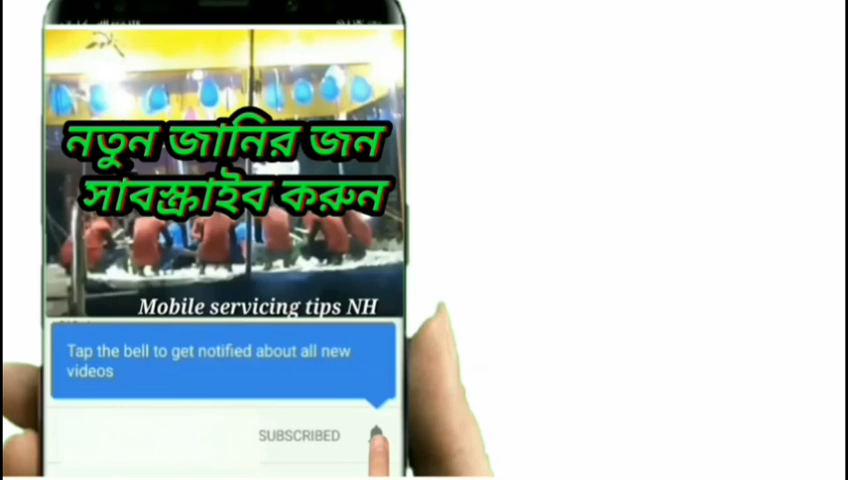 নতুন জানির জন
সাবস্ক্রাইব করুন
Mobile servicing tips NH
Tap the bell to get notified about all new
videos
SUBSCRIBED